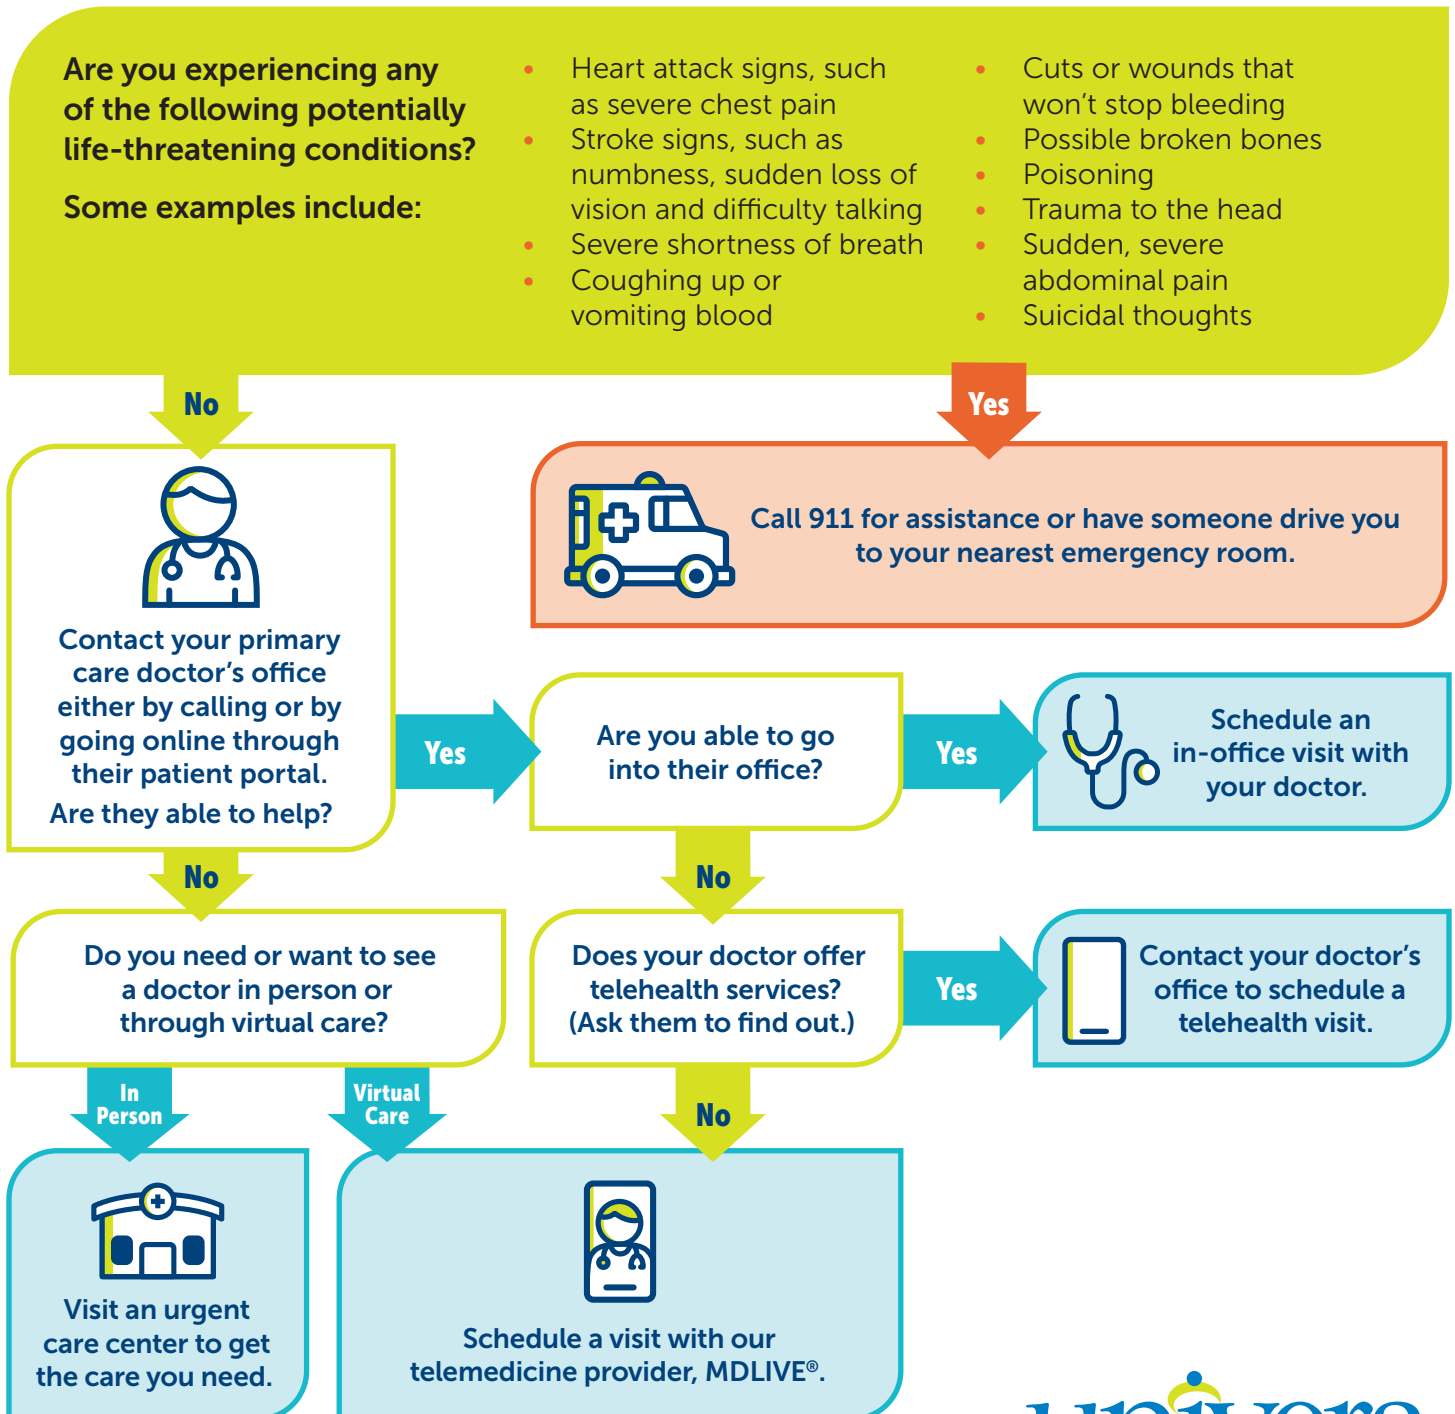 Are you experiencing any
of the following potentially
life-threatening conditions?
Some examples include:
• Heart attack signs, such
as severe chest pain
• Stroke signs, such as
numbness, sudden loss of
vision and difficulty talking
• Severe shortness of breath
• Coughing up or
vomiting blood
• Cuts or wounds that
won't stop bleeding
• Possible broken bones
• Poisoning
• Trauma to the head
• Sudden, severe
abdominal pain
• Suicidal thoughts
No
Yes
Call 911 for assistance or have someone drive you
to your nearest emergency room.
Contact your primary
care doctor's office
either by calling or by
going online through
their patient portal.
Are they able to help?
Yes
Are you able to go
into their office?
Yes
Schedule an
in-office visit with
your doctor.
No
No
Do you need or want to see
a doctor in person or
through virtual care?
Does your doctor offer
telehealth services?
(Ask them to find out.)
Yes
Contact your doctor's
office to schedule a
telehealth visit.
In
Person
Virtual
Care
No
Visit an urgent
care center to get
the care you need.
Schedule a visit with our
telemedicine provider, MDLIVE®.
univera